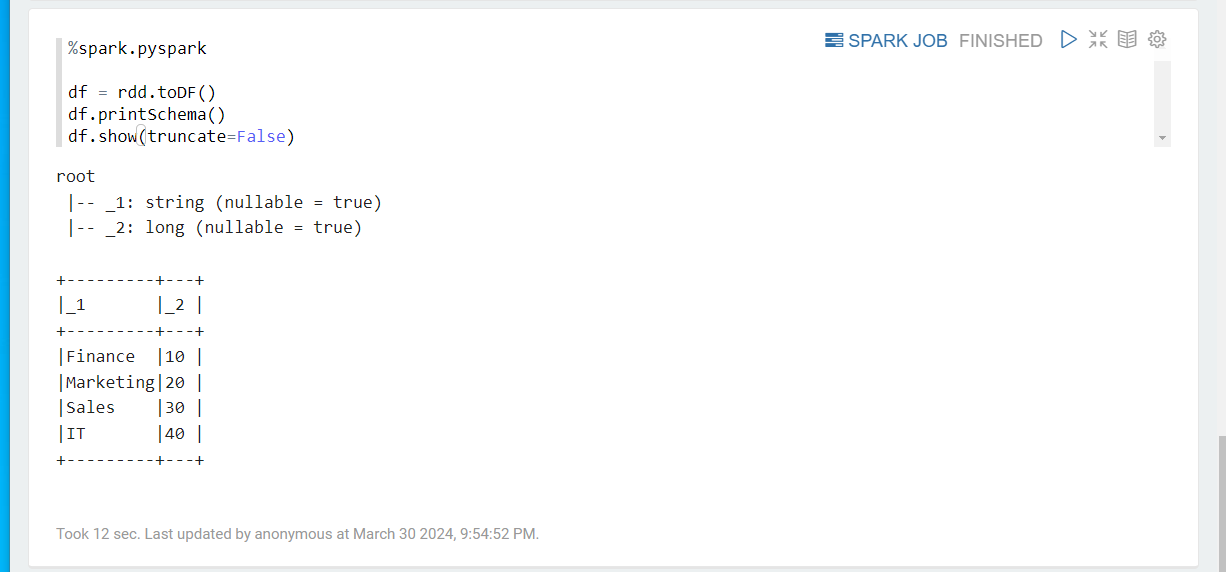 %spark.pyspark
SPARK JOB FINISHED
df = rdd.toDF()
df.printSchema()
df.show(truncate=False)
root
 |-- _1: string (nullable = true)
 |-- _2: long (nullable = true)
+---------+---+
|_1       |_2 |
+---------+---+
|Finance  |10 |
|Marketing|20 |
|Sales    |30 |
|IT       |40 |
+---------+---+
Took 12 sec. Last updated by anonymous at March 30 2024, 9:54:52 PM.